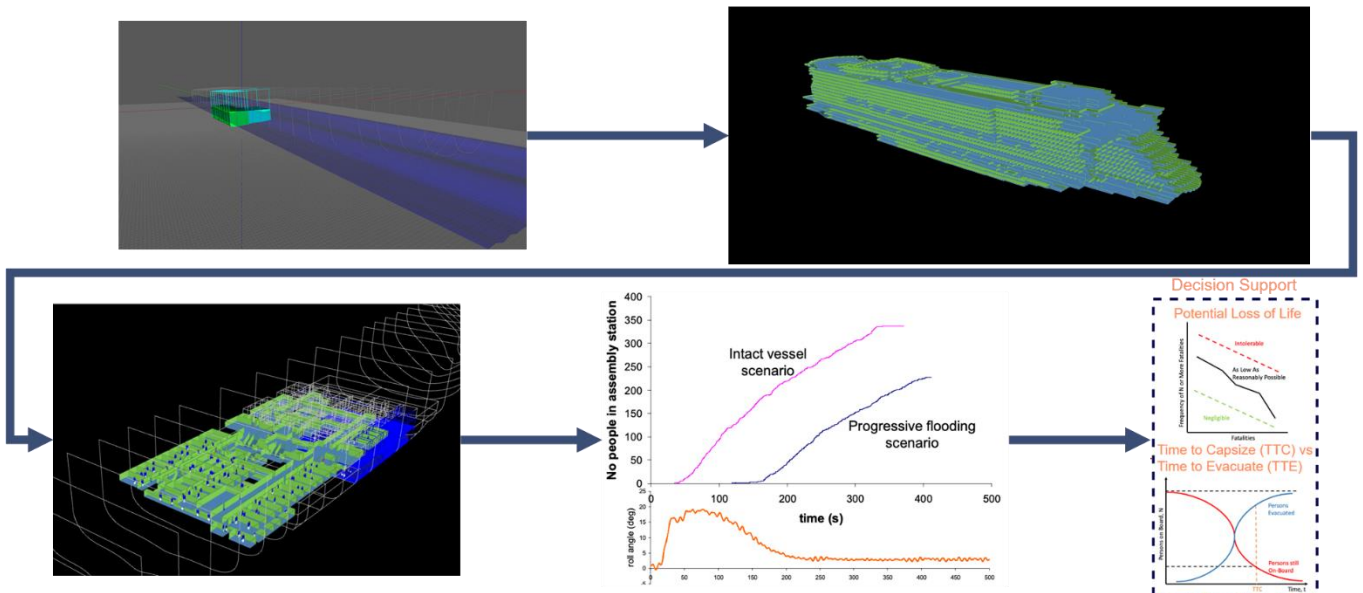 Decision Support
Potential Loss of Life
Frequency of N or More Fatalities
Intolerable
As Low As
Reasonably Possible
Negligible
Fatalities
Time to Capsize (TTC) vs
Time to Evacuate (TTE)
Persons on Board, N
Persons
Evacuated
Persons still
On-Board
TTC
Time, t
No people in assembly station
400
350
300
250
200
150
100
50
0
Intact vessel
scenario
Progressive flooding
scenario
0 100 200 300 400 500
time (s)
roll angle (deg)
25
20
15
10
5
0
0 50 100 150 200 250 300 350 400 450 500